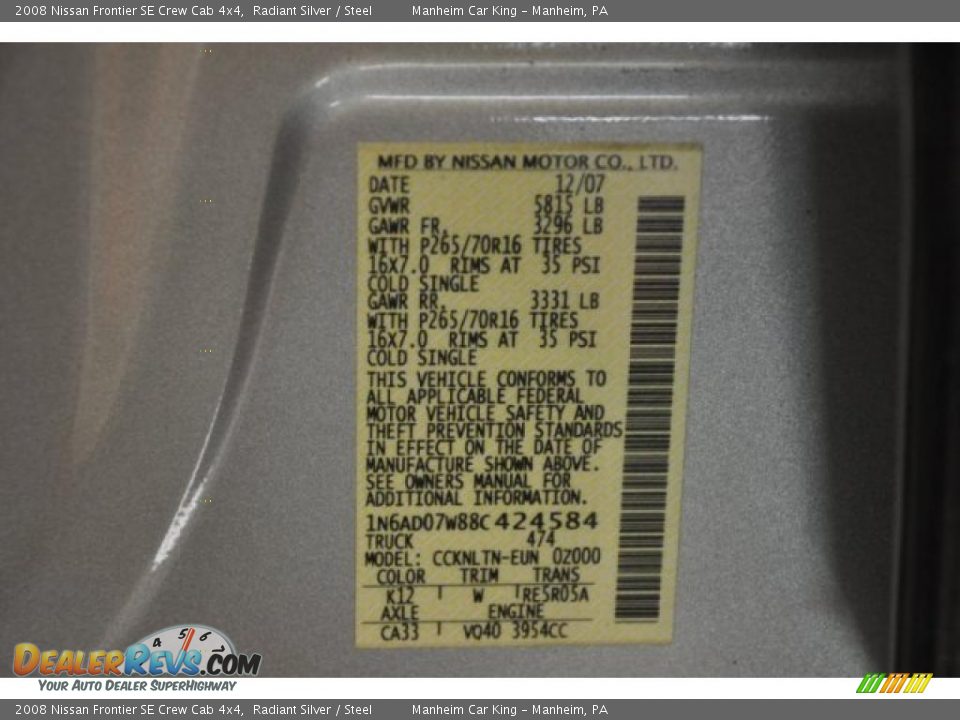 2008 Nissan Frontier SE Crew Cab 4x4, Radiant Silver / Steel Manheim Car King - Manheim, PA
MFD BY NISSAN MOTOR CO., LTD.
DATE 12/07
GVWR 5815 LB
GAWR FR. 3296 LB
WITH P265/70R16 TIRES
16X7.0 RIMS AT 35 PSI
COLD SINGLE
GAWR RR. 3331 LB
WITH P265/70R16 TIRES
16X7.0 RIMS AT 35 PSI
COLD SINGLE
THIS VEHICLE CONFORMS TO
ALL APPLICABLE FEDERAL
MOTOR VEHICLE SAFETY AND
THEFT PREVENTION STANDARDS
IN EFFECT ON THE DATE OF
MANUFACTURE SHOWN ABOVE.
SEE OWNERS MANUAL FOR
ADDITIONAL INFORMATION.
1N6AD07W88C424584
TRUCK 474
MODEL: CCKNLTN-EUN 0Z000
COLOR TRIM TRANS
K12 W RE5R05A
AXLE ENGINE
CA33 VQ40 3954CC
4 5 6
DEALERREVS.COM
YOUR AUTO DEALER SUPERHIGHWAY
2008 Nissan Frontier SE Crew Cab 4x4, Radiant Silver / Steel Manheim Car King - Manheim, PA